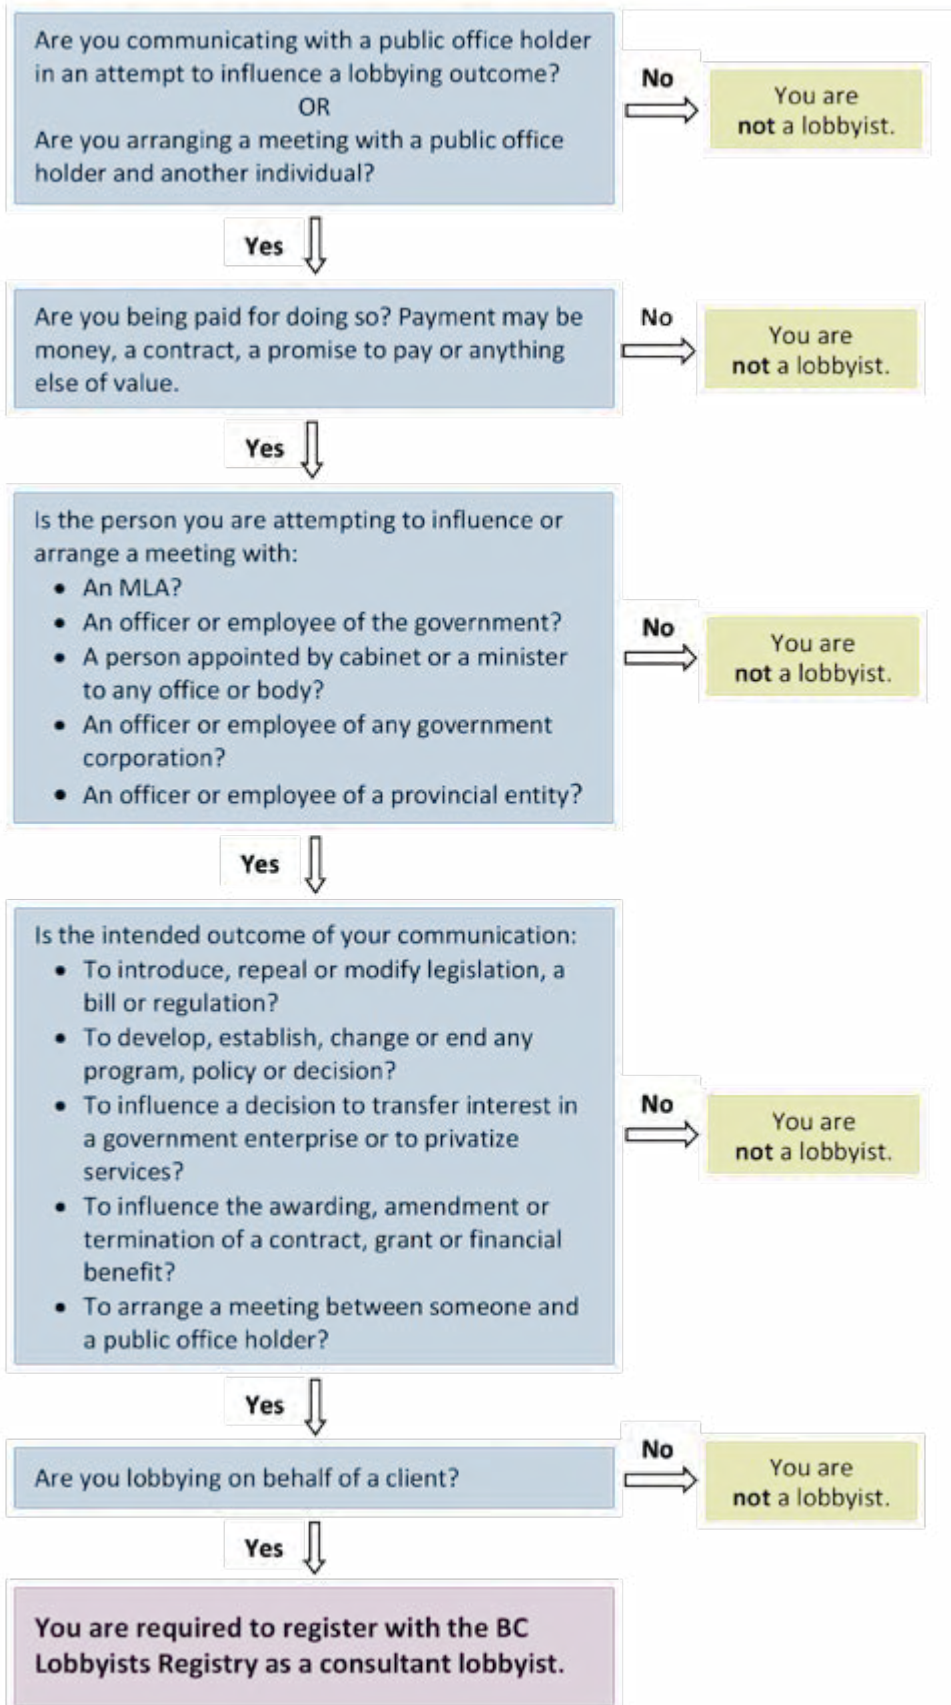 Are you communicating with a public office holder
in an attempt to influence a lobbying outcome?
OR
Are you arranging a meeting with a public office
holder and another individual?
No
You are
not a lobbyist.
Yes
Are you being paid for doing so? Payment may be
money, a contract, a promise to pay or anything
else of value.
No
You are
not a lobbyist.
Yes
Is the person you are attempting to influence or
arrange a meeting with:
• An MLA?
• An officer or employee of the government?
• A person appointed by cabinet or a minister
to any office or body?
• An officer or employee of any government
corporation?
• An officer or employee of a provincial entity?
No
You are
not a lobbyist.
Yes
Is the intended outcome of your communication:
• To introduce, repeal or modify legislation, a
bill or regulation?
• To develop, establish, change or end any
program, policy or decision?
• To influence a decision to transfer interest in
a government enterprise or to privatize
services?
• To influence the awarding, amendment or
termination of a contract, grant or financial
benefit?
• To arrange a meeting between someone and
a public office holder?
No
You are
not a lobbyist.
Yes
Are you lobbying on behalf of a client?
No
You are
not a lobbyist.
Yes
You are required to register with the BC
Lobbyists Registry as a consultant lobbyist.